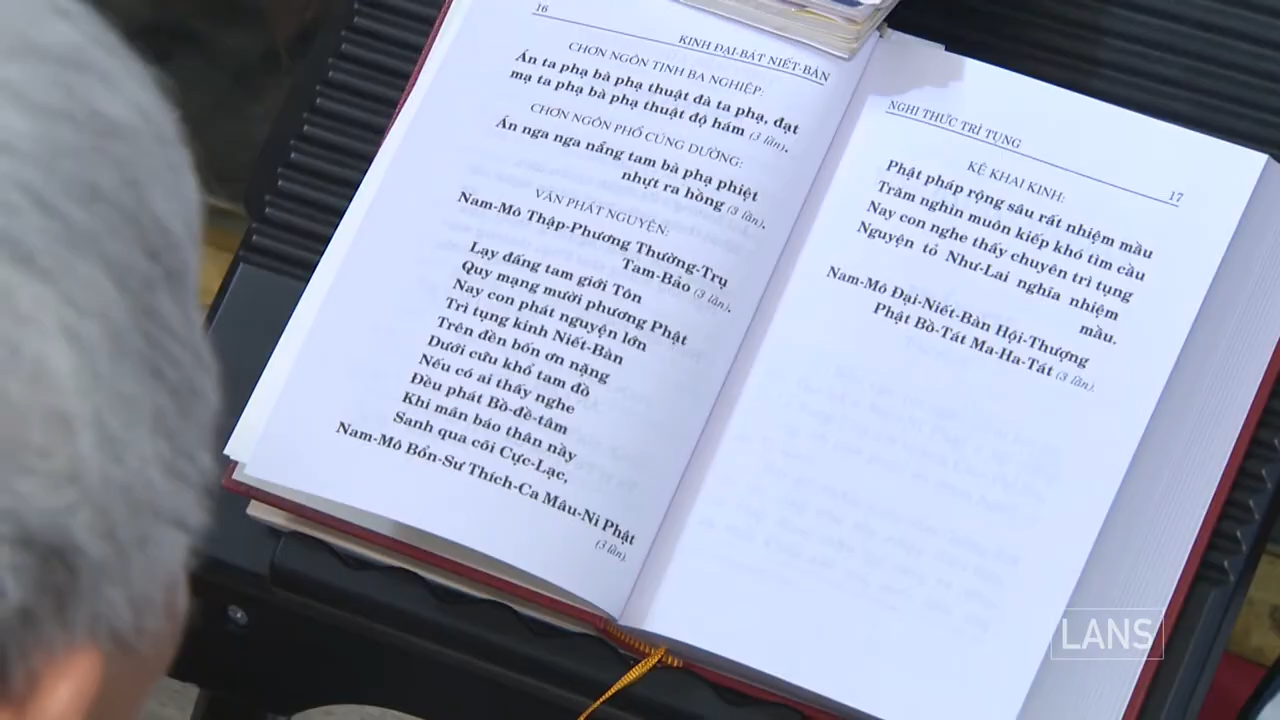 16
KINH ĐẠI-BÁT NIẾT-BÀN
CHƠN NGÔN TỊNH BA NGHIỆP:
Án ta phạ bà phạ thuật đà ta phạ, đạt
mạ ta phạ bà phạ thuật độ hám (3 lần).
CHƠN NGÔN PHỔ CÚNG DƯỜNG:
Án nga nga nẳng tam bà phạ phiệt
nhựt ra hồng (3 lần).
VĂN PHÁT NGUYỆN:
Nam-Mô Thập-Phương Thường-Trụ
Tam-Bảo (3 lần).
Lạy đấng tam giới Tôn
Quy mạng mười phương Phật
Nay con phát nguyện lớn
Trì tụng kinh Niết-Bàn
Trên đền bốn ơn nặng
Dưới cứu khổ tam đồ
Nếu có ai thấy nghe
Đều phát Bồ-đề-tâm
Khi mãn báo thân này
Sanh qua cõi Cực-Lạc,
Nam-Mô Bổn-Sư Thích-Ca Mâu-Ni Phật
(3 lần).
NGHI THỨC TRÌ TỤNG
17
KỆ KHAI KINH:
Phật pháp rộng sâu rất nhiệm mầu
Trăm nghìn muôn kiếp khó tìm cầu
Nay con nghe thấy chuyên trì tụng
Nguyện tỏ Như-Lai nghĩa nhiệm
mầu.
Nam-Mô Đại-Niết-Bàn Hội-Thượng
Phật Bồ-Tát Ma-Ha-Tát (3 lần).
LANS